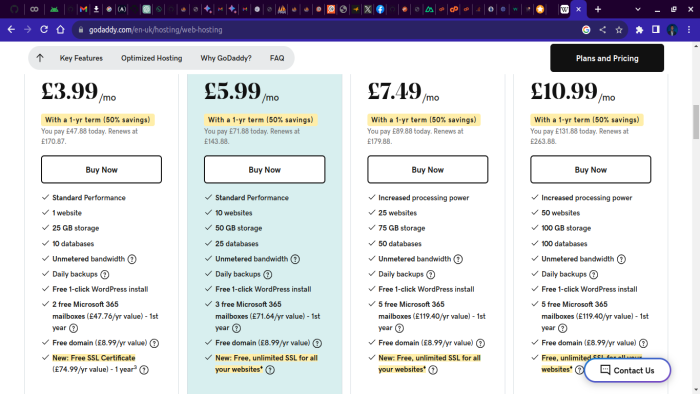 godaddy.com/en-uk/hosting/web-hosting
Key Features
Optimized Hosting
Why GoDaddy?
FAQ
Plans and Pricing
£3.99/mo
With a 1-yr term (50% savings)
You pay £47.88 today. Renews at
£170.87.
Buy Now
Standard Performance
1 website
25 GB storage
10 databases
Unmetered bandwidth ?
Daily backups ?
Free 1-click WordPress install
2 free Microsoft 365
mailboxes (£47.76/yr value) - 1st
year ?
Free domain (£8.99/yr value) ?
New: Free SSL Certificate
(£74.99/yr value) - 1 year³ ?
£5.99/mo
With a 1-yr term (50% savings)
You pay £71.88 today. Renews at
£143.88.
Buy Now
Standard Performance
10 websites
50 GB storage
25 databases
Unmetered bandwidth ?
Daily backups ?
Free 1-click WordPress install
3 free Microsoft 365
mailboxes (£71.64/yr value) - 1st
year ?
Free domain (£8.99/yr value) ?
New: Free, unlimited SSL for all
your websites* ?
£7.49/mo
With a 1-yr term (50% savings)
You pay £89.88 today. Renews at
£179.88.
Buy Now
Increased processing power
25 websites
75 GB storage
50 databases
Unmetered bandwidth ?
Daily backups ?
Free 1-click WordPress install
5 free Microsoft 365
mailboxes (£119.40/yr value) - 1st
year ?
Free domain (£8.99/yr value) ?
New: Free, unlimited SSL for all
your websites* ?
£10.99/mo
With a 1-yr term (50% savings)
You pay £131.88 today. Renews at
£263.88.
Buy Now
Increased processing power
50 websites
100 GB storage
100 databases
Unmetered bandwidth ?
Daily backups ?
Free 1-click WordPress install
5 free Microsoft 365
mailboxes (£119.40/yr value) - 1st
year ?
Free domain (£8.99/yr value) ?
Free, unlimited SSL for all your
websites* ?
Contact Us